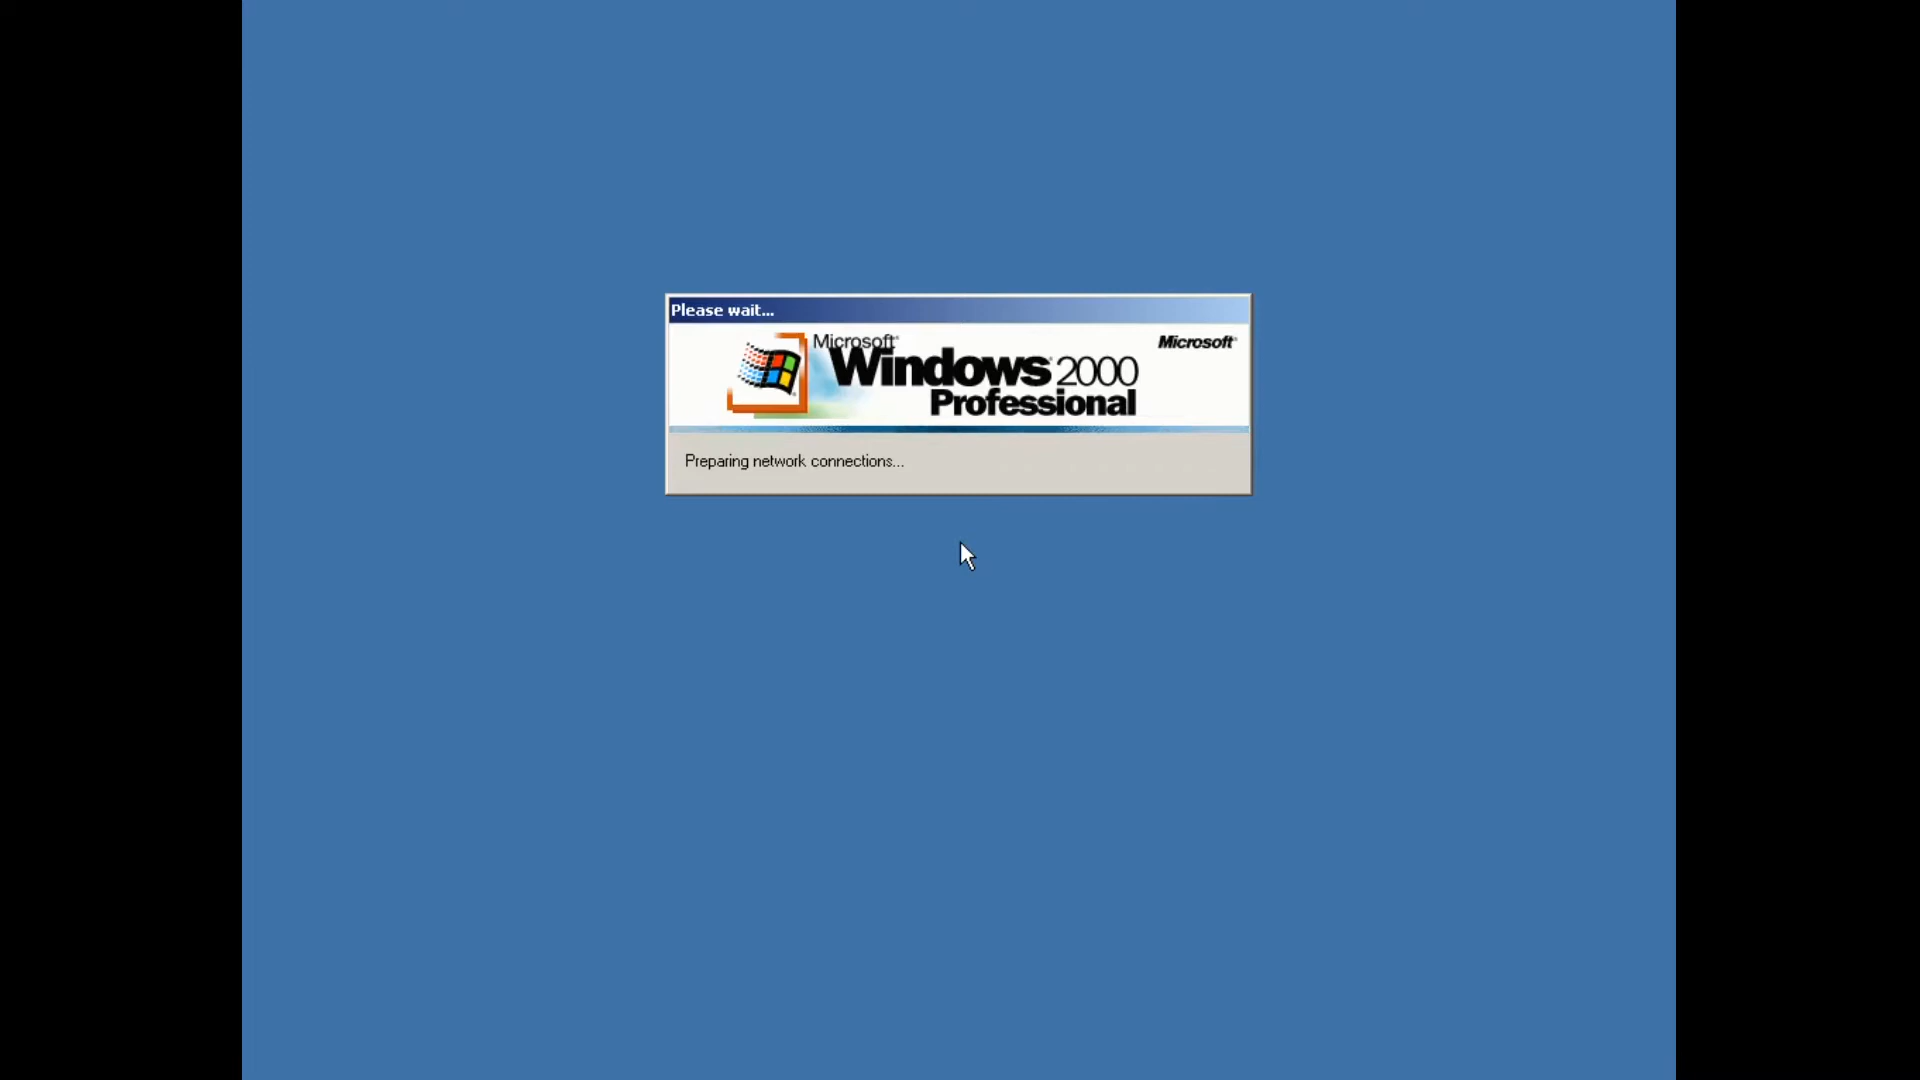 Please wait...
Microsoft
Windows 2000
Professional
Microsoft
Preparing network connections...